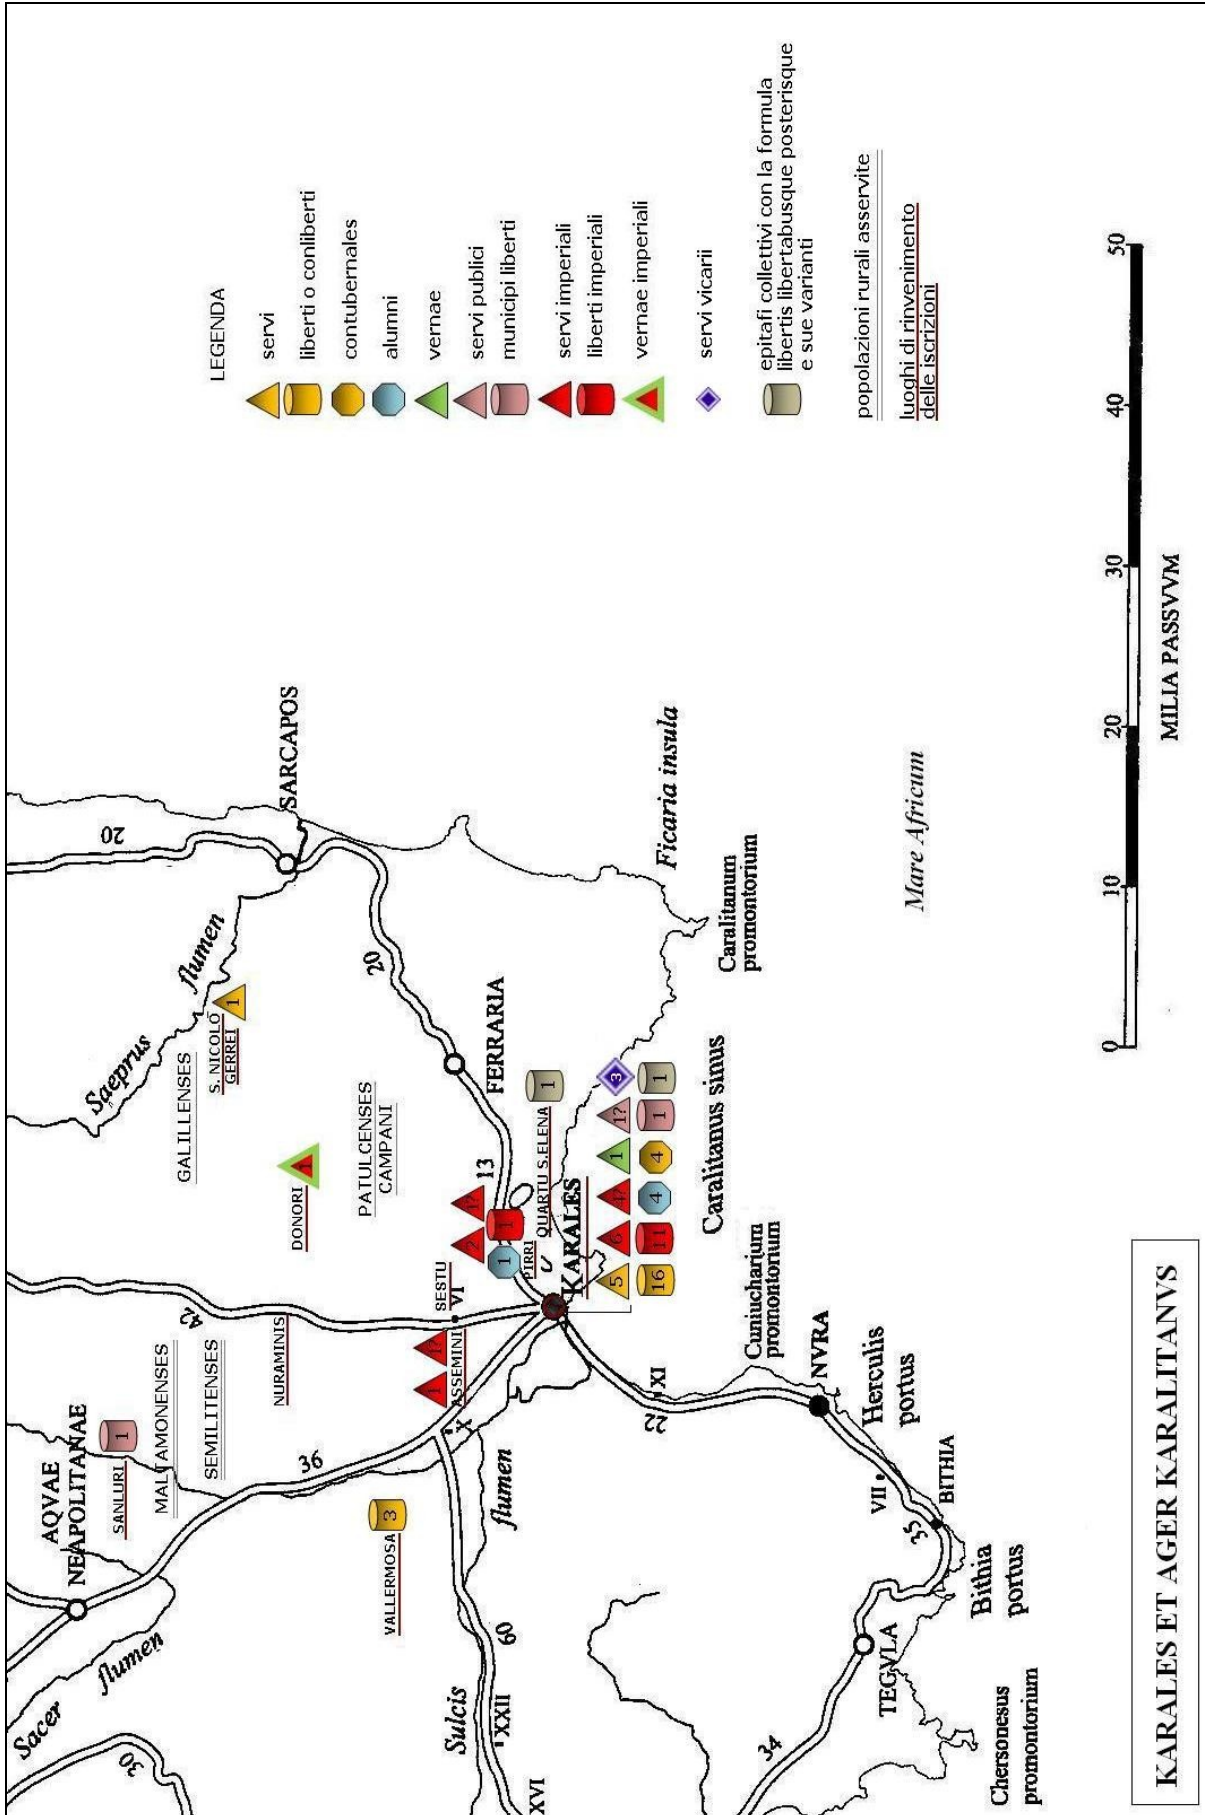 AQVAE
NEAPOLITANAE
SANLURI
1
MALTAMONENSES
SEMILITENSES
NURAMINIS
VALLERMOSA
3
36
42
Sacer
flumen
30
Saeprus
flumen
GALILLENSES
S. NICOLÒ
GERREI
1
DONORI
1
PATULCENSES
CAMPANI
20
SARCAPOS
20
FERRARIA
13
SESTU
VI
2
1?
1
1
PIRRI
QUARTU S.ELENA
1
ASSEMINI
1
1?
X
KARALES
5
6
1
1?
3
16
11
4
4
1
1
Caralitanus sinus
Caralitanum
promontorium
Ficaria insula
Mare Africum
flumen
Sulcis
60
XXII
XVI
XI
22
Cuniucharium
promontorium
NVRA
Herculis
portus
VII
35
BITHIA
Bithia
portus
TEGVLA
34
Chersonesus
promontorium
LEGENDA
servi
liberti o conliberti
contubernales
alumni
vernae
servi publici
municipi liberti
servi imperiali
liberti imperiali
vernae imperiali
servi vicarii
epitafi collettivi con la formula
libertis libertabusque posterisque
e sue varianti
popolazioni rurali asservite
luoghi di rinvenimento
delle iscrizioni
0 10 20 30 40 50
MILIA PASSVVM
KARALES ET AGER KARALITANVS